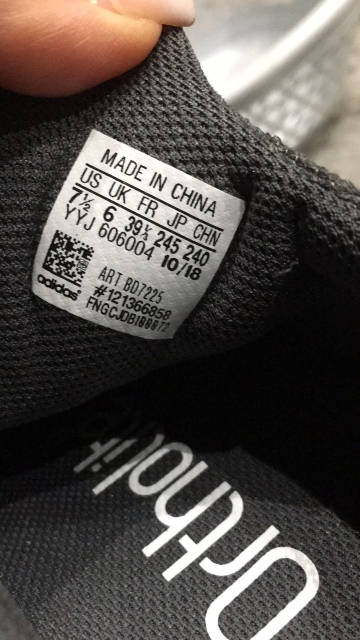 MADE IN CHINA
US UK FR JP CHN
7½ 6 39⅓ 245 240
YYJ 606004 10/18
ART BD7225
#121366858
adidas
Ortholite